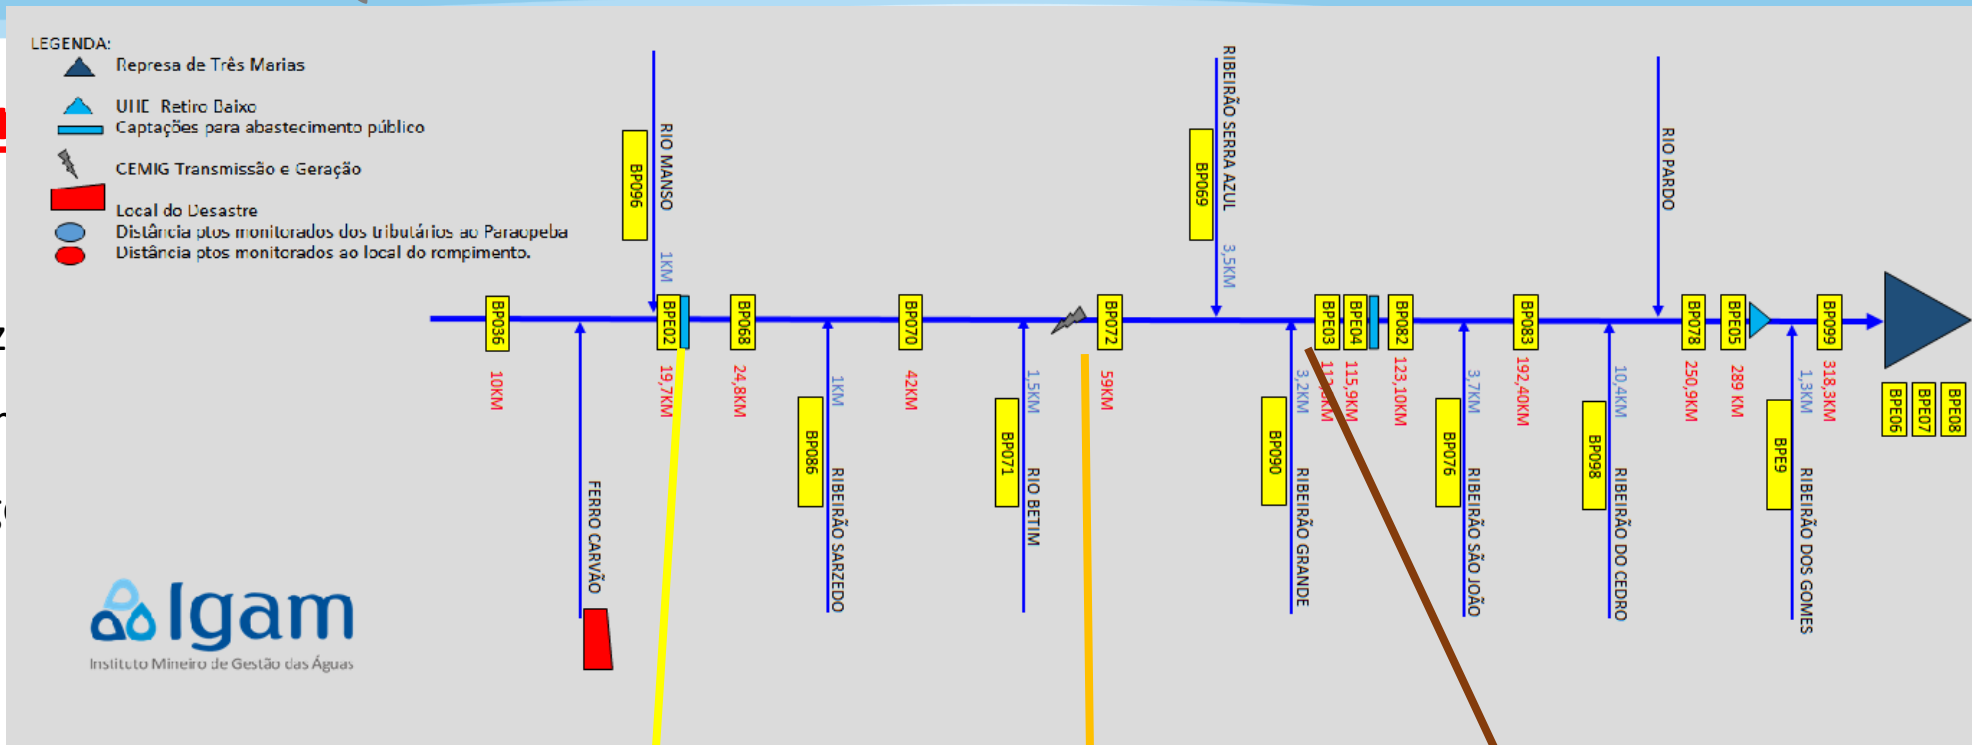 LEGENDA:
Represa de Três Marias
UHE Retiro Baixo
Captações para abastecimento público
CEMIG Transmissão e Geração
Local do Desastre
Distância ptos monitorados dos tributários ao Paraopeba
Distância ptos monitorados ao local do rompimento.
RIO MANSO
BP096
1KM
RIBEIRÃO SERRA AZUL
BP069
3,5KM
RIO PARDO
BP036
BPE02
BP068
BP070
BP072
BPE03
BPE04
BP082
BP083
BP078
BPE05
BP099
10KM
19,7KM
24,8KM
42KM
59KM
115,9KM
123,10KM
192,40KM
250,9KM
289 KM
318,3KM
FERRO CARVÃO
1KM
BP086
RIBEIRÃO SARZEDO
1,5KM
BP071
RIO BETIM
3,2KM
BP090
RIBEIRÃO GRANDE
3,7KM
BP076
RIBEIRÃO SÃO JOÃO
10,4KM
BP098
RIBEIRÃO DO CEDRO
1,3KM
BPE9
RIBEIRÃO DOS GOMES
BPE06
BPE07
BPE08
Igam
Instituto Mineiro de Gestão das Águas